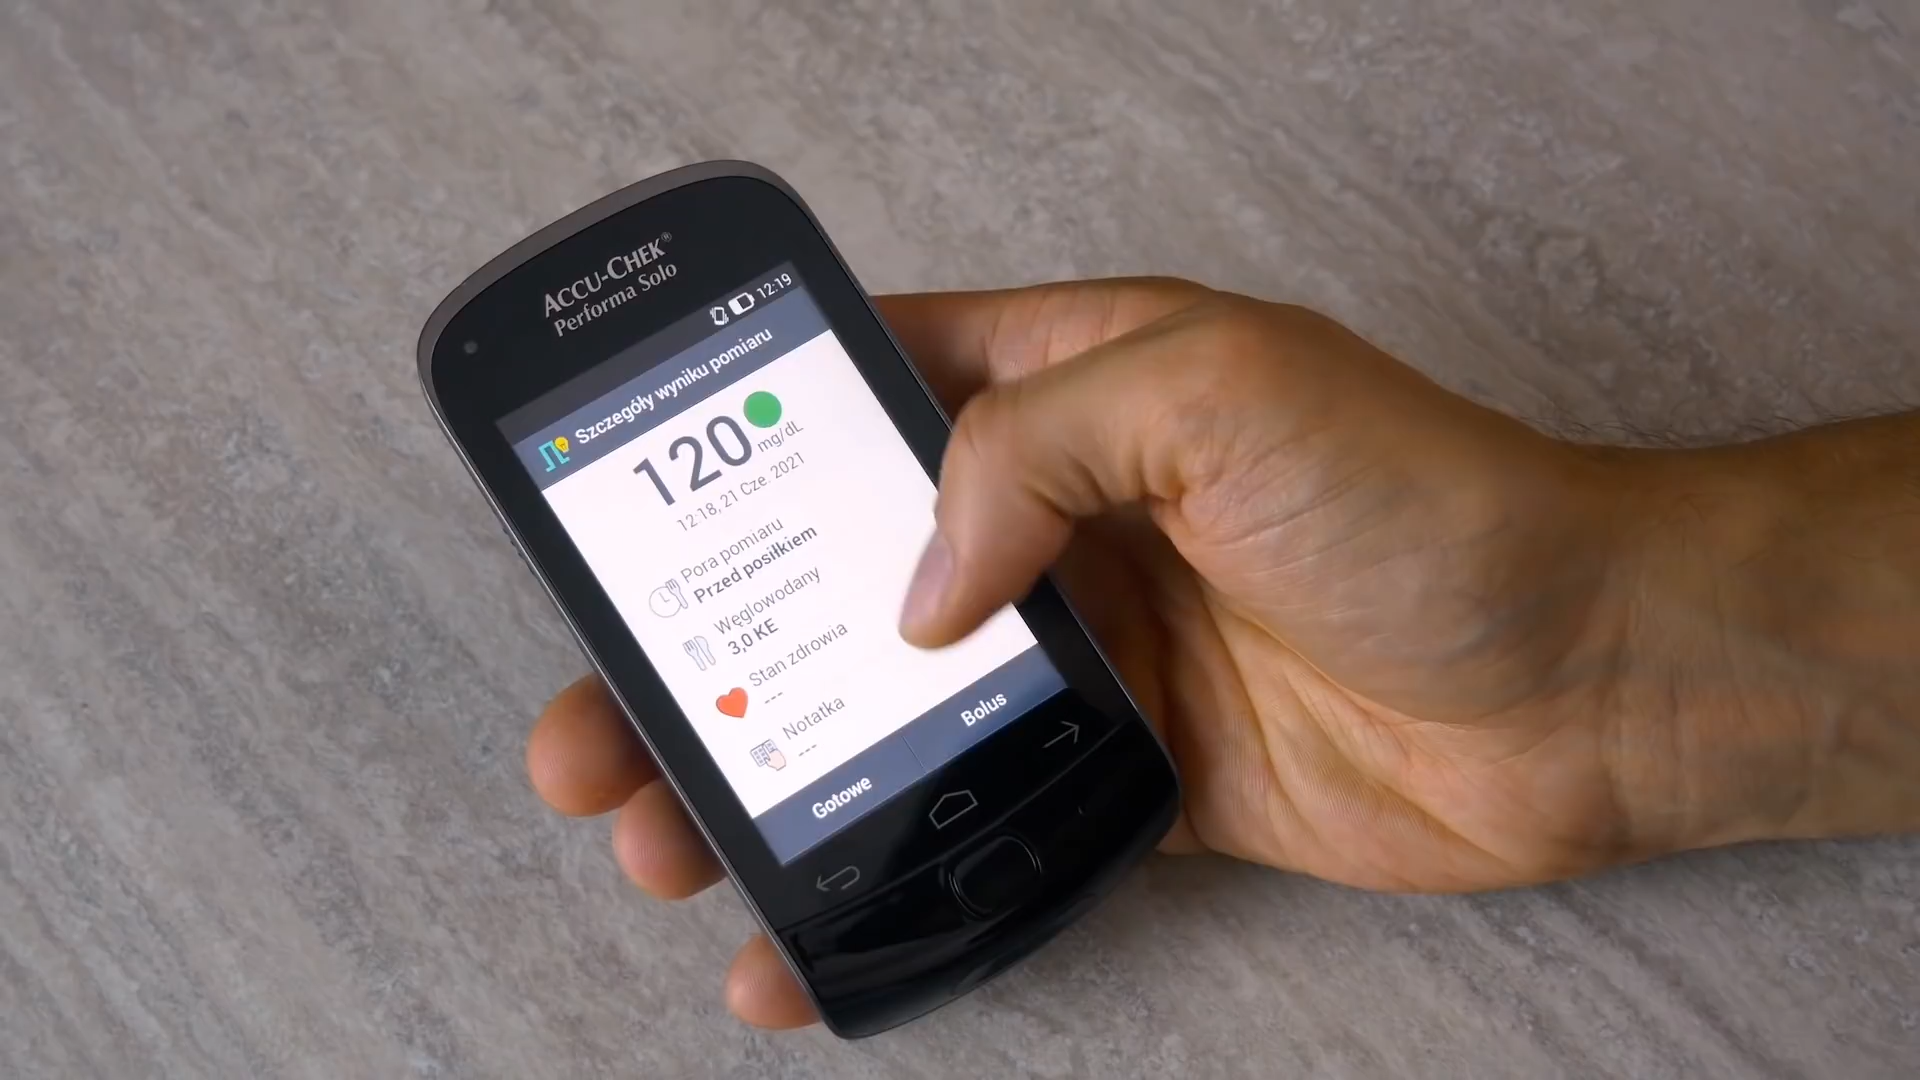 ACCU-CHEK®
Performa Solo
12:19
Szczegóły wyniku pomiaru
120 mg/dL
12:18, 21 Cze. 2021
Pora pomiaru
Przed posiłkiem
Węglowodany
3,0 KE
Stan zdrowia
---
Notatka
---
Gotowe
Bolus